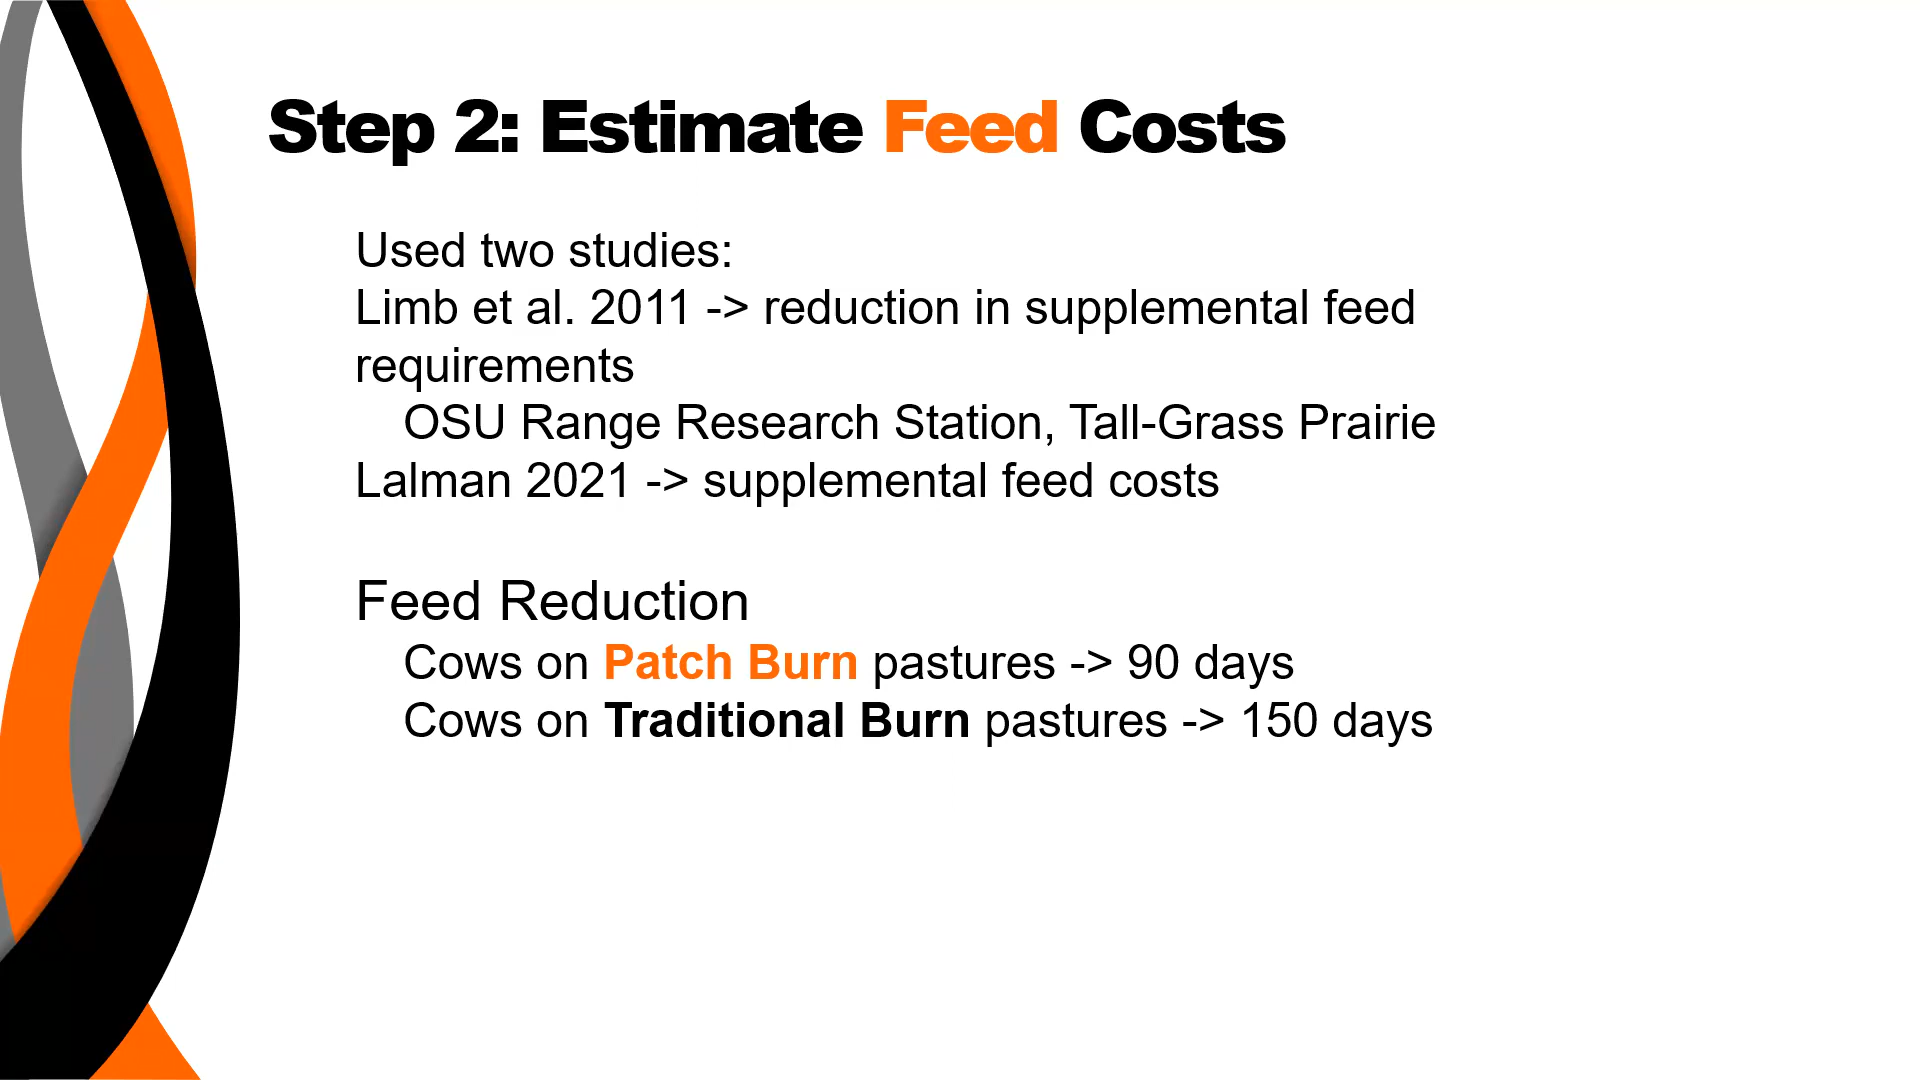 Step 2: Estimate Feed Costs
Used two studies:
Limb et al. 2011 -> reduction in supplemental feed
requirements
OSU Range Research Station, Tall-Grass Prairie
Lalman 2021 -> supplemental feed costs
Feed Reduction
Cows on Patch Burn pastures -> 90 days
Cows on Traditional Burn pastures -> 150 days